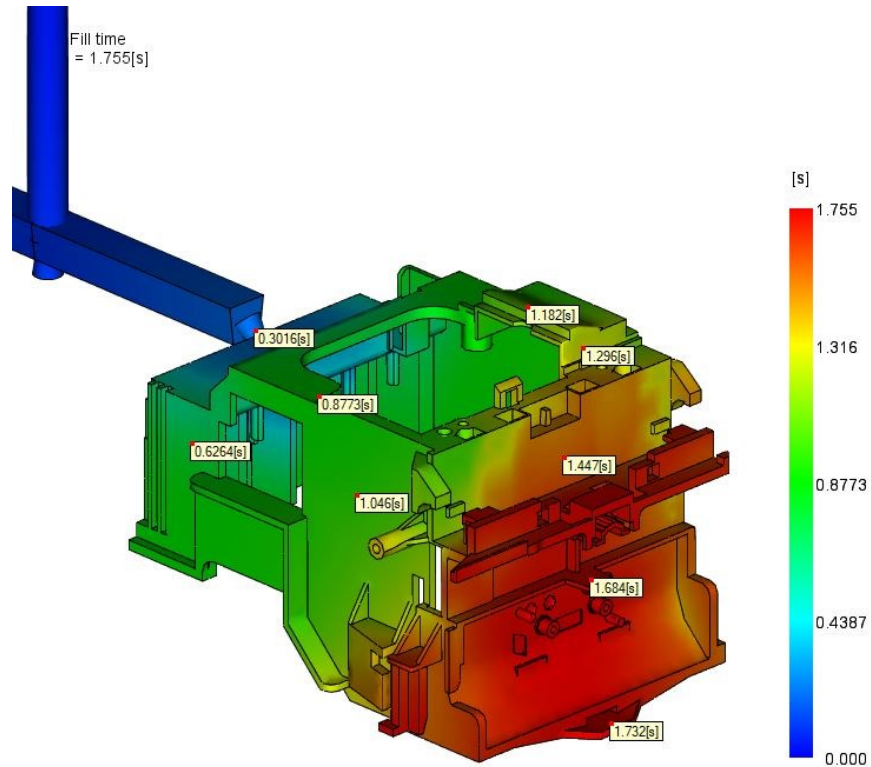 Fill time
= 1.755[s]
[s]
1.755
1.316
0.8773
0.4387
0.000
0.3016[s]
1.182[s]
1.296[s]
0.8773[s]
0.6264[s]
1.447[s]
1.046[s]
1.684[s]
1.732[s]